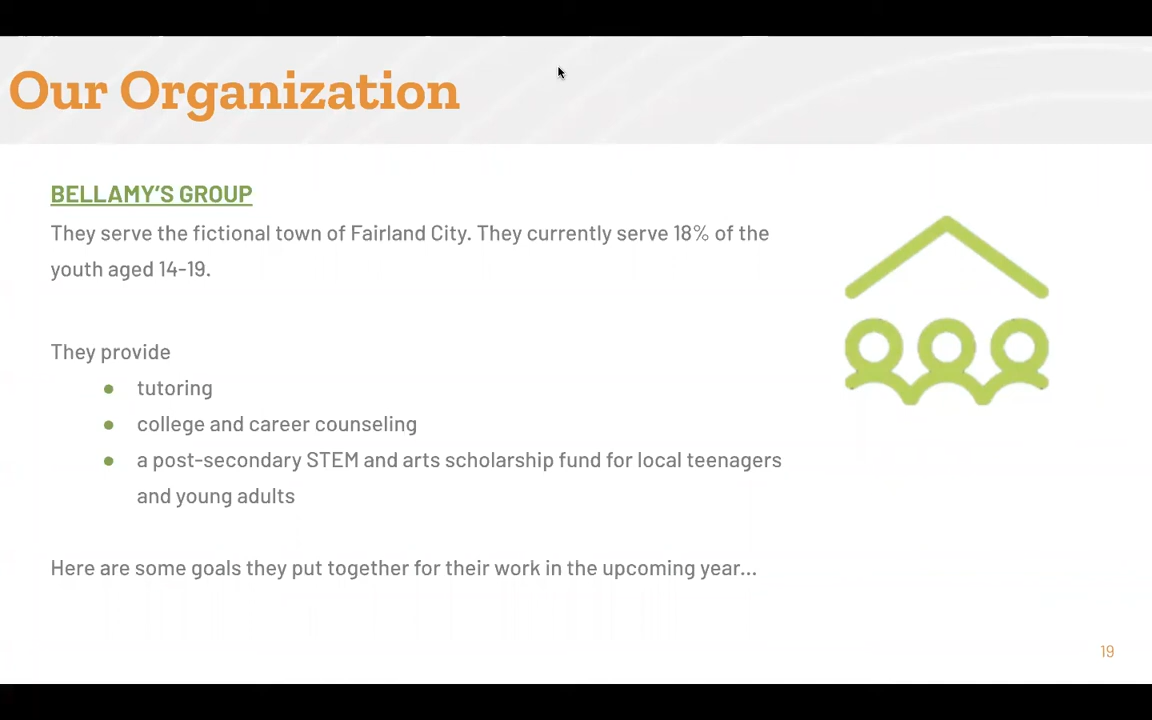 Our Organization
BELLAMY'S GROUP
They serve the fictional town of Fairland City. They currently serve 18% of the
youth aged 14-19.
They provide
● tutoring
● college and career counseling
● a post-secondary STEM and arts scholarship fund for local teenagers
and young adults
Here are some goals they put together for their work in the upcoming year...
19